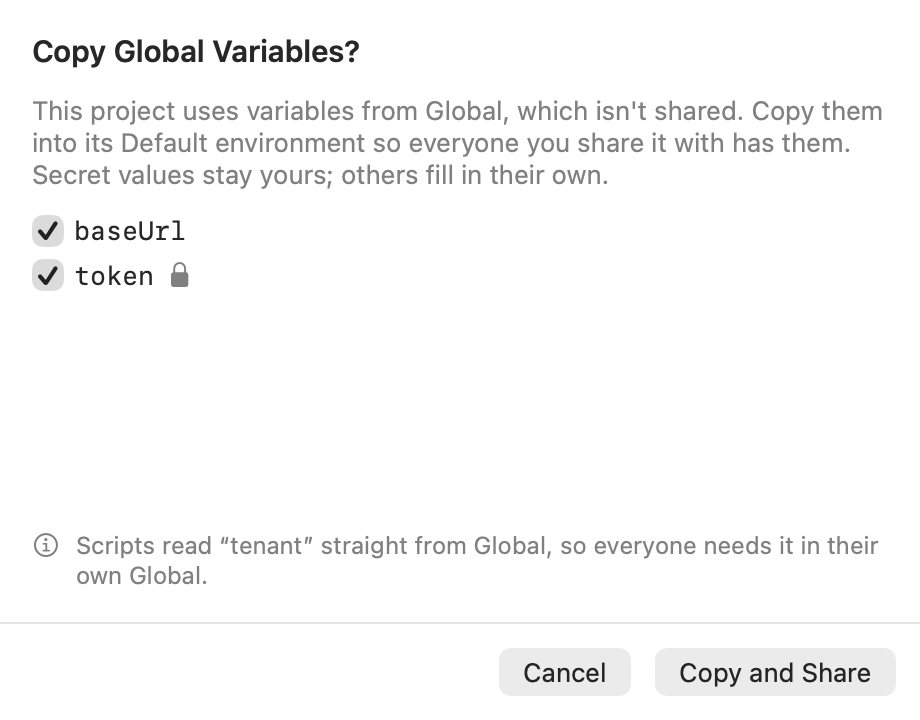 Copy Global Variables?
This project uses variables from Global, which isn't shared. Copy them
into its Default environment so everyone you share it with has them.
Secret values stay yours; others fill in their own.
baseUrl
token
Scripts read “tenant” straight from Global, so everyone needs it in their
own Global.
Cancel
Copy and Share